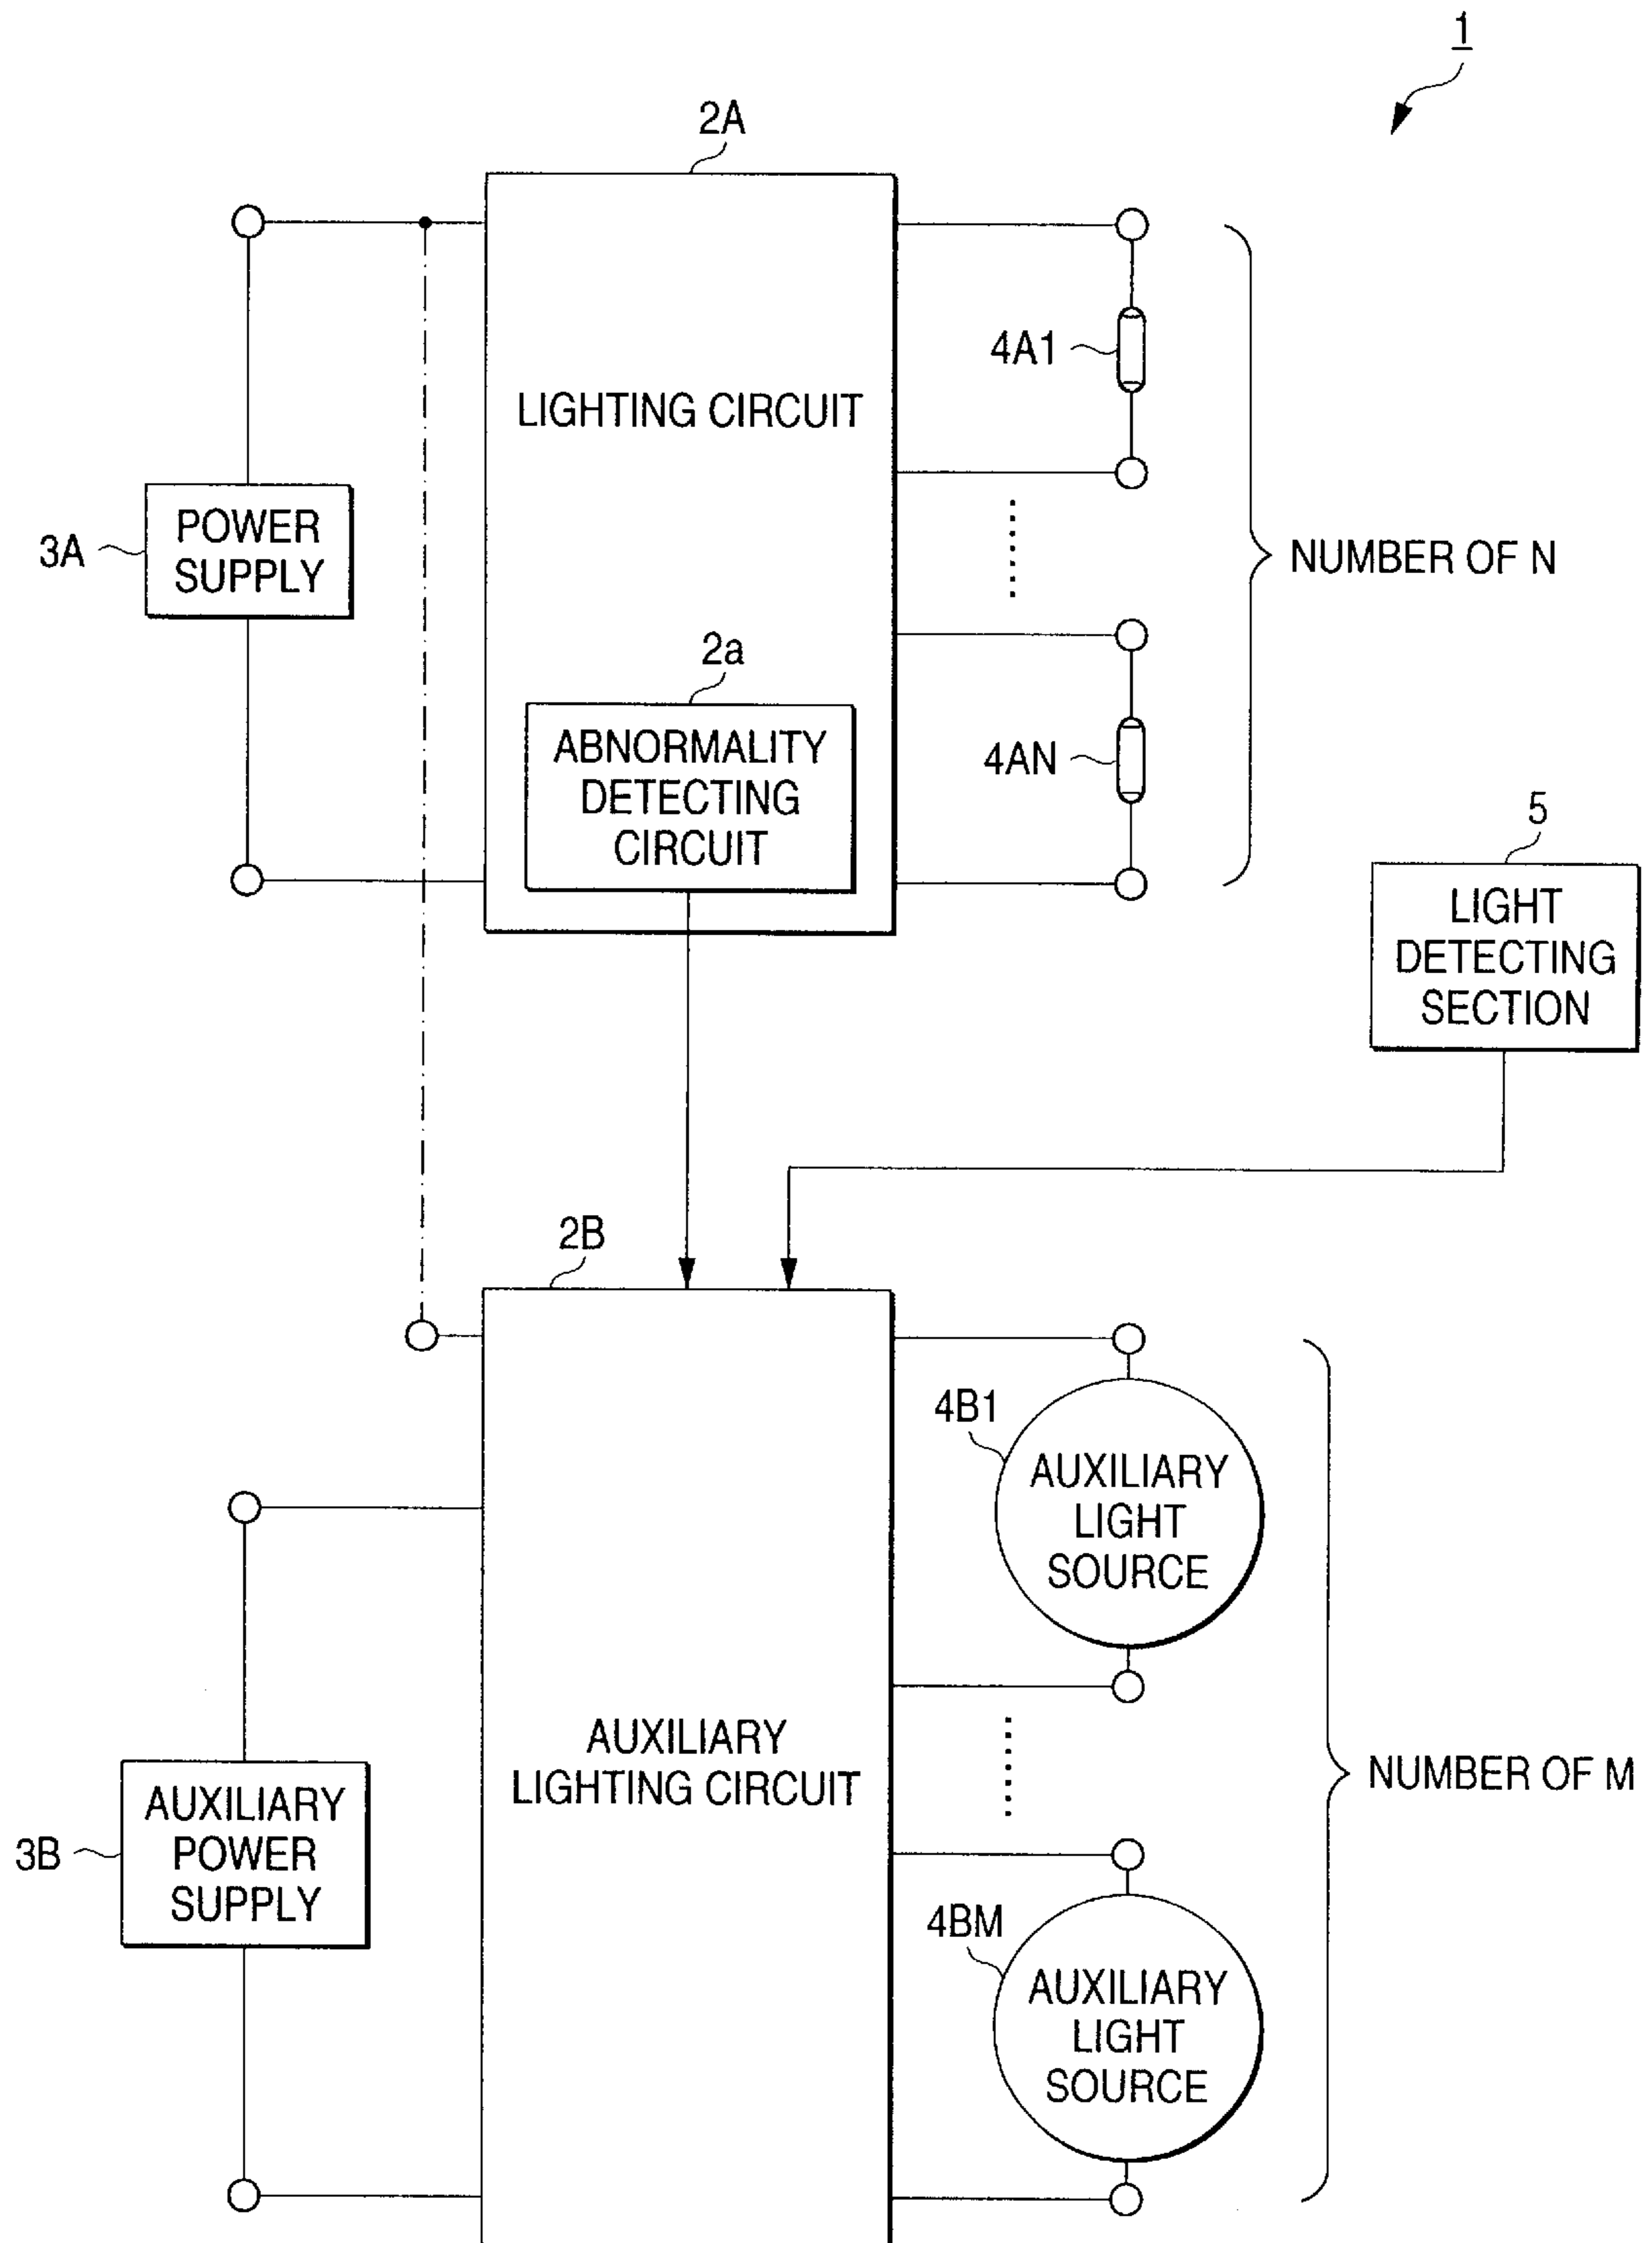 1
2A
LIGHTING CIRCUIT
4A1
3A
POWER
SUPPLY
NUMBER OF N
2a
ABNORMALITY
DETECTING
CIRCUIT
4AN
5
LIGHT
DETECTING
SECTION
2B
4B1
AUXILIARY
LIGHT
SOURCE
AUXILIARY
LIGHTING CIRCUIT
NUMBER OF M
3B
AUXILIARY
POWER
SUPPLY
4BM
AUXILIARY
LIGHT
SOURCE